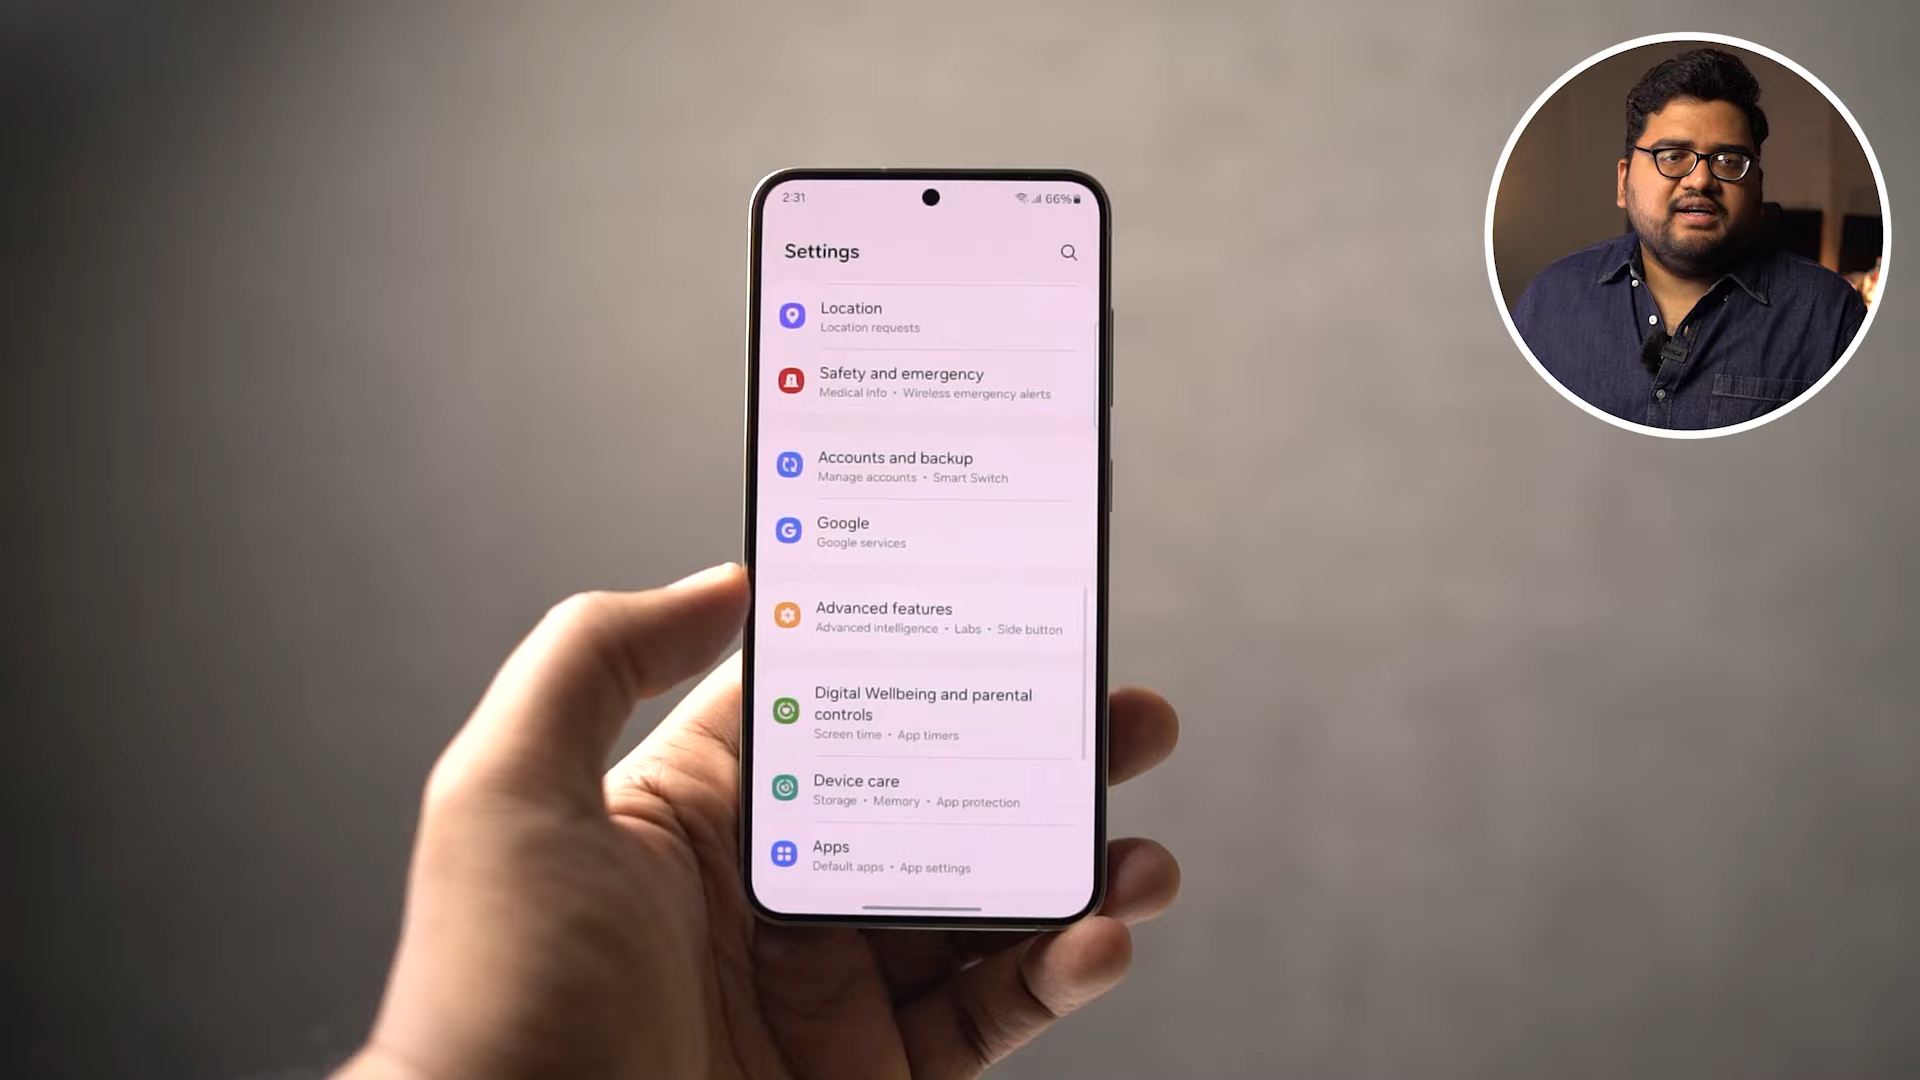 2:31
66%
Settings
Location
Location requests
Safety and emergency
Medical info • Wireless emergency alerts
Accounts and backup
Manage accounts • Smart Switch
Google
Google services
Advanced features
Advanced intelligence • Labs • Side button
Digital Wellbeing and parental
controls
Screen time • App timers
Device care
Storage • Memory • App protection
Apps
Default apps • App settings
RODE